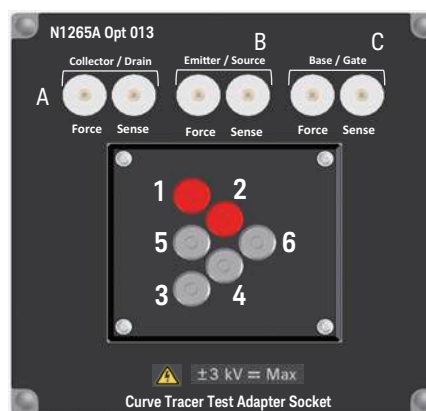 N1265A Opt 013
B
C
Collector / Drain
Emitter / Source
Base / Gate
A
Force
Sense
Force
Sense
Force
Sense
1
2
5
6
3
4
±3 kV ⎓ Max
Curve Tracer Test Adapter Socket